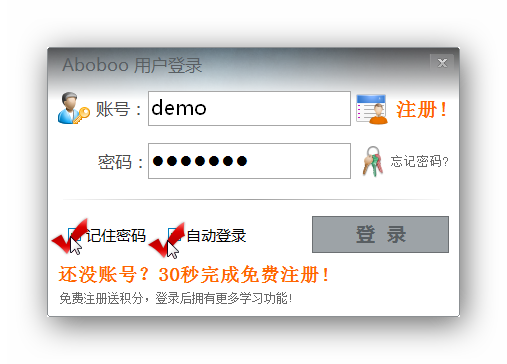 Aboboo 用户登录
账号： demo 注册！
密码： ●●●●●●● 忘记密码?
记住密码 自动登录 登 录
还没账号？30秒完成免费注册！
免费注册送积分，登录后拥有更多学习功能!